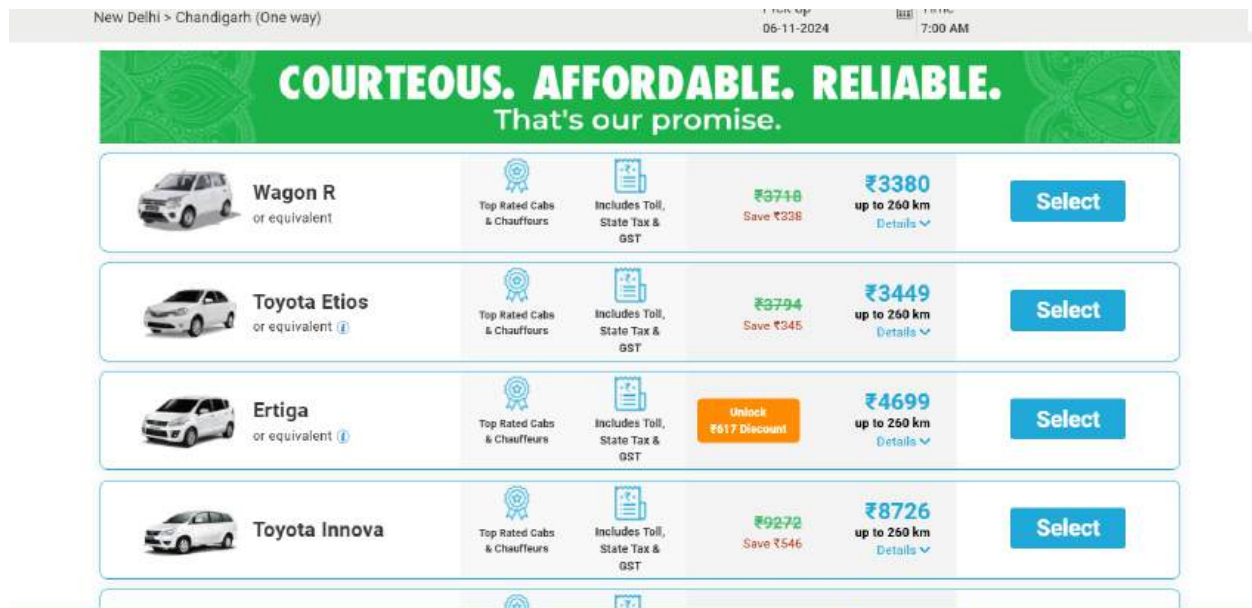 New Delhi > Chandigarh (One way)
Pick up
06-11-2024
Time
7:00 AM
COURTEOUS. AFFORDABLE. RELIABLE.
That's our promise.
Wagon R
or equivalent
Top Rated Cabs
& Chauffeurs
Includes Toll,
State Tax &
GST
₹3718
Save ₹338
₹3380
up to 260 km
Details
Select
Toyota Etios
or equivalent i
Top Rated Cabs
& Chauffeurs
Includes Toll,
State Tax &
GST
₹3794
Save ₹345
₹3449
up to 260 km
Details
Select
Ertiga
or equivalent i
Top Rated Cabs
& Chauffeurs
Includes Toll,
State Tax &
GST
Unlock
₹617 Discount
₹4699
up to 260 km
Details
Select
Toyota Innova
Top Rated Cabs
& Chauffeurs
Includes Toll,
State Tax &
GST
₹9272
Save ₹546
₹8726
up to 260 km
Details
Select